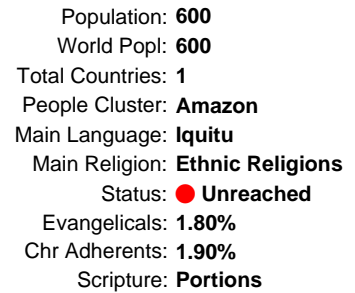 Population: 600
World Popl: 600
Total Countries: 1
People Cluster: Amazon
Main Language: Iquitu
Main Religion: Ethnic Religions
Status: Unreached
Evangelicals: 1.80%
Chr Adherents: 1.90%
Scripture: Portions